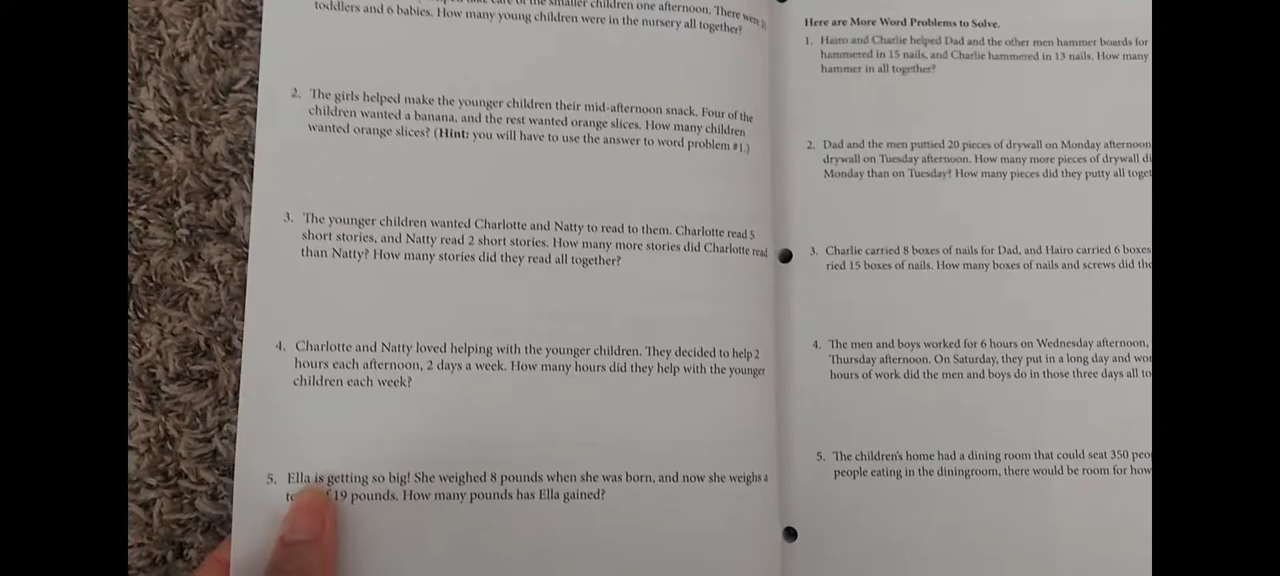 smaller children one afternoon. There were
toddlers and 6 babies. How many young children were in the nursery all together?
2. The girls helped make the younger children their mid-afternoon snack. Four of the
children wanted a banana, and the rest wanted orange slices. How many children
wanted orange slices? (Hint: you will have to use the answer to word problem #1.)
3. The younger children wanted Charlotte and Natty to read to them. Charlotte read 5
short stories, and Natty read 2 short stories. How many more stories did Charlotte read
than Natty? How many stories did they read all together?
4. Charlotte and Natty loved helping with the younger children. They decided to help 2
hours each afternoon, 2 days a week. How many hours did they help with the younger
children each week?
5. Ella is getting so big! She weighed 8 pounds when she was born, and now she weighs a
19 pounds. How many pounds has Ella gained?
Here are More Word Problems to Solve.
1. Hairo and Charlie helped Dad and the other men hammer boards for
hammered in 15 nails, and Charlie hammered in 13 nails. How many
hammer in all together?
2. Dad and the men puttied 20 pieces of drywall on Monday afternoon
drywall on Tuesday afternoon. How many more pieces of drywall di
Monday than on Tuesday? How many pieces did they putty all toget
3. Charlie carried 8 boxes of nails for Dad, and Hairo carried 6 boxes
ried 15 boxes of nails. How many boxes of nails and screws did the
4. The men and boys worked for 6 hours on Wednesday afternoon,
Thursday afternoon. On Saturday, they put in a long day and wor
hours of work did the men and boys do in those three days all to
5. The children's home had a dining room that could seat 350 peo
people eating in the diningroom, there would be room for how